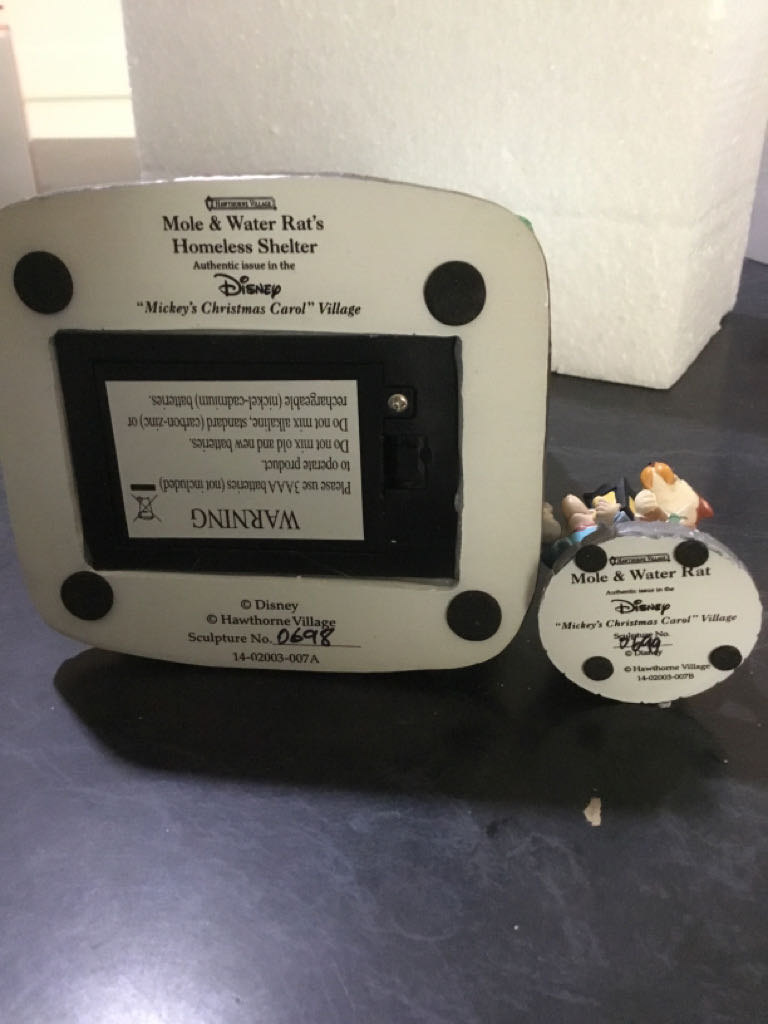 HAWTHORNE VILLAGE
Mole & Water Rat's
Homeless Shelter
Authentic issue in the
Disney
"Mickey's Christmas Carol" Village
WARNING
Please use 3AAA batteries (not included)
to operate product.
Do not mix old and new batteries.
Do not mix alkaline, standard (carbon-zinc) or
rechargeable (nickel-cadmium) batteries.
© Disney
© Hawthorne Village
Sculpture No. 0698
14-02003-007A
HAWTHORNE VILLAGE
Mole & Water Rat
Authentic issue in the
Disney
"Mickey's Christmas Carol" Village
Sculpture No.
© Disney
© Hawthorne Village
14-02003-007B